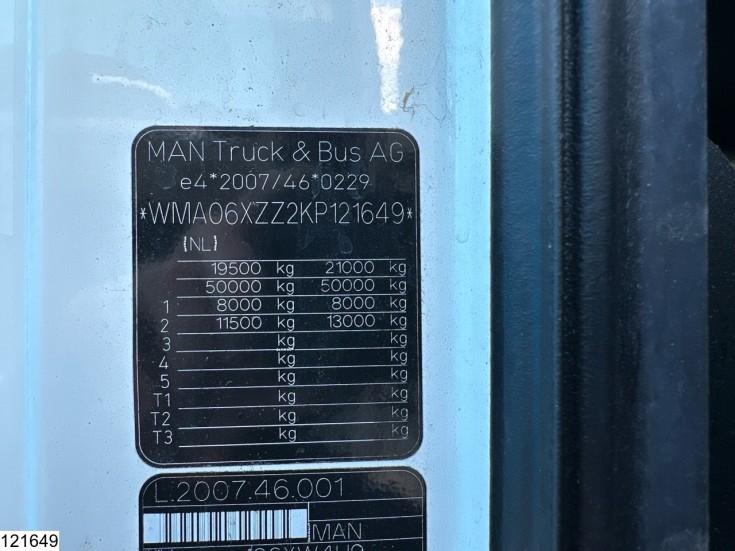 MAN Truck & Bus AG
e4*2007/46*0229
*WMA06XZZ2KP121649*
(NL)
19500 kg 21000 kg
50000 kg 50000 kg
1 8000 kg 8000 kg
2 11500 kg 13000 kg
3 kg kg
4 kg kg
5 kg kg
T1 kg kg
T2 kg kg
T3 kg kg
L.2007.46.001
MAN
121649